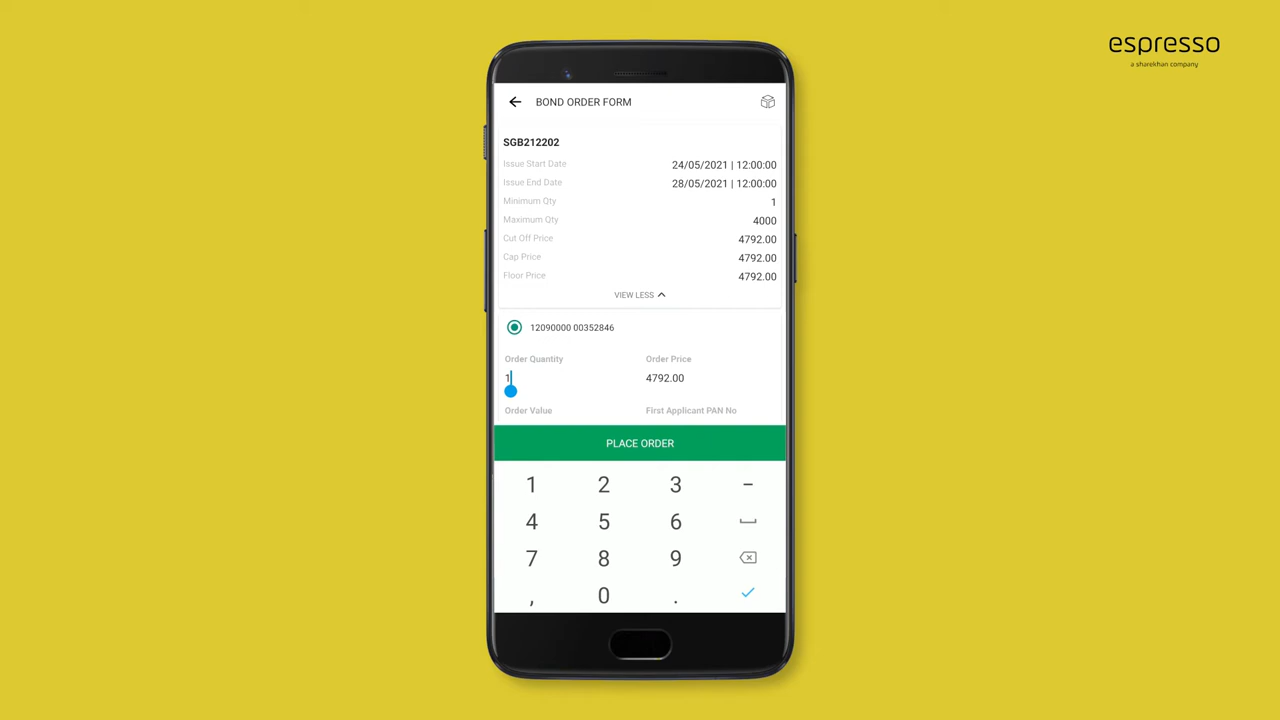 espresso
a sharekhan company
BOND ORDER FORM
SGB212202
Issue Start Date 24/05/2021 | 12:00:00
Issue End Date 28/05/2021 | 12:00:00
Minimum Qty 1
Maximum Qty 4000
Cut Off Price 4792.00
Cap Price 4792.00
Floor Price 4792.00
VIEW LESS
12090000 00352846
Order Quantity Order Price
1 4792.00
Order Value First Applicant PAN No
PLACE ORDER
1 2 3 -
4 5 6
7 8 9
, 0 .